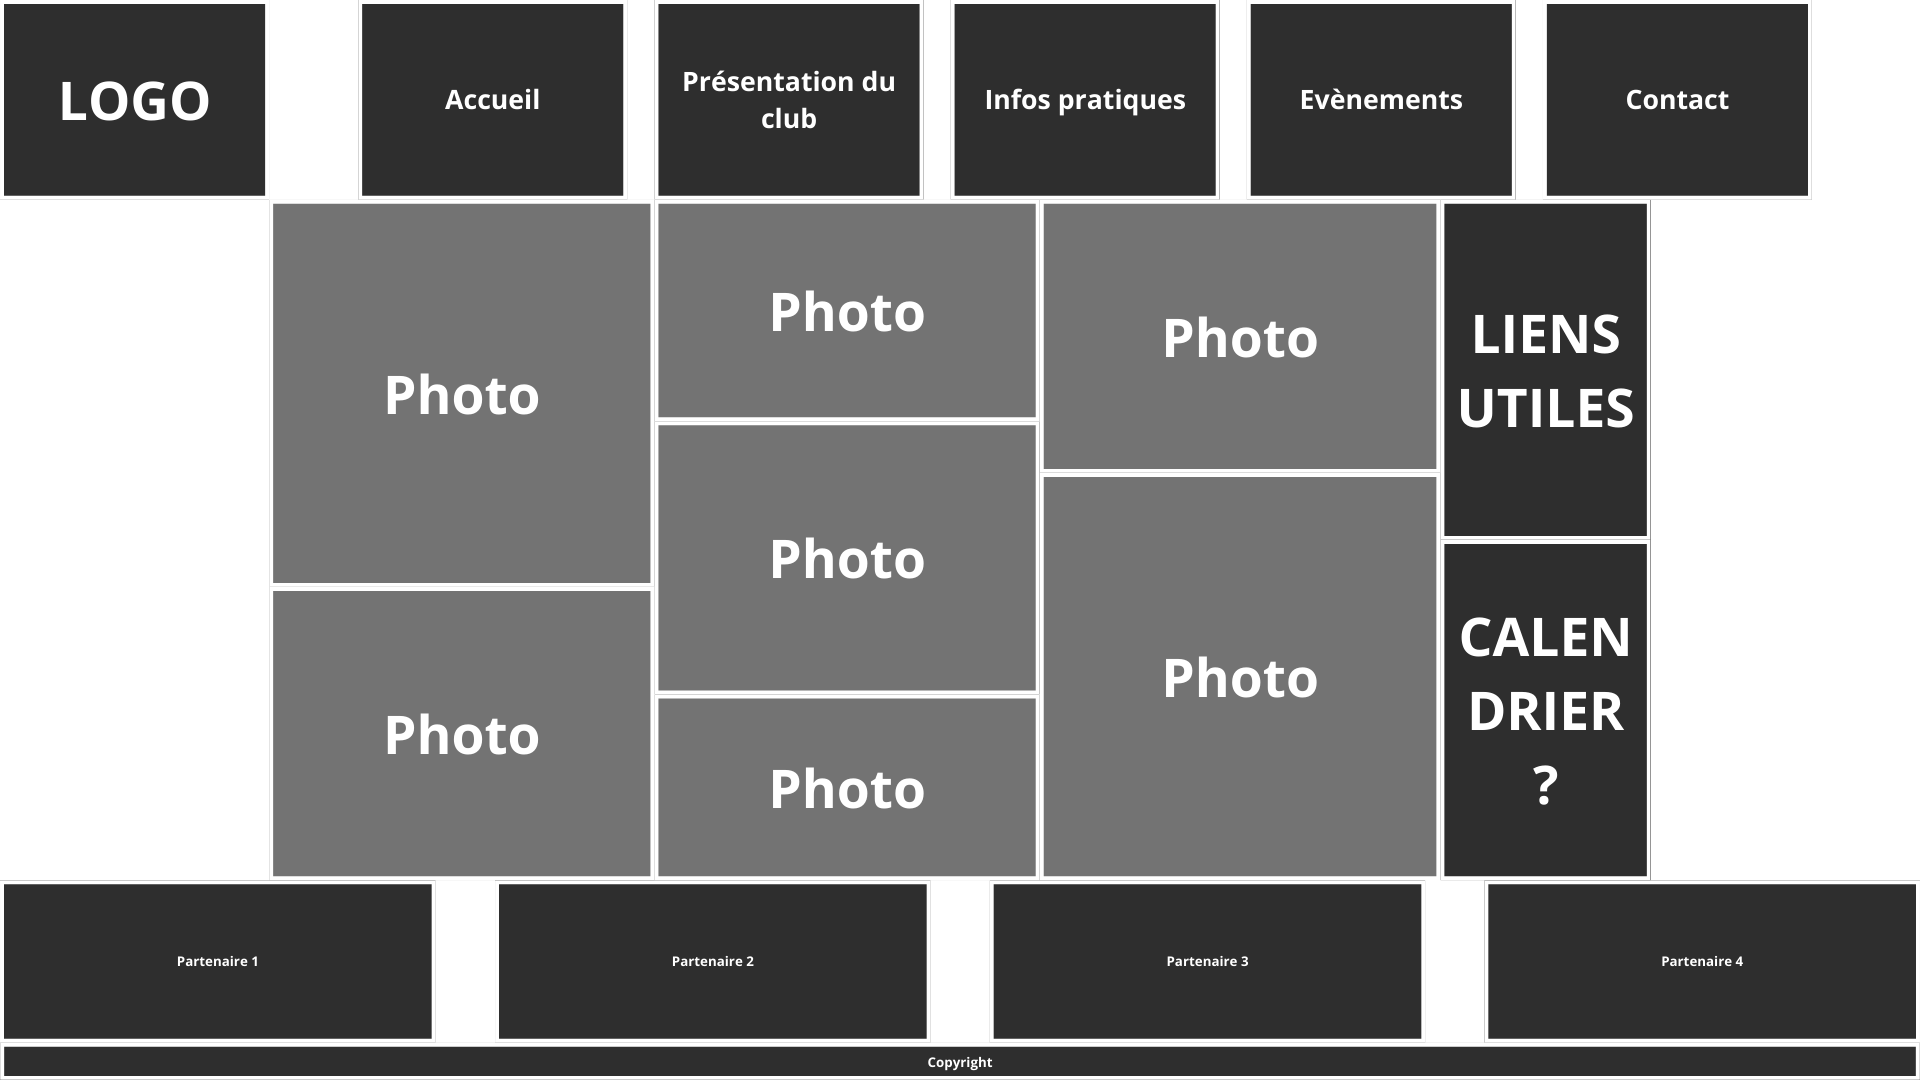 LOGO
Accueil
Présentation du
club
Infos pratiques
Evènements
Contact
Photo
Photo
Photo
Photo
Photo
Photo
Photo
LIENS
UTILES
CALEN
DRIER
?
Partenaire 1
Partenaire 2
Partenaire 3
Partenaire 4
Copyright